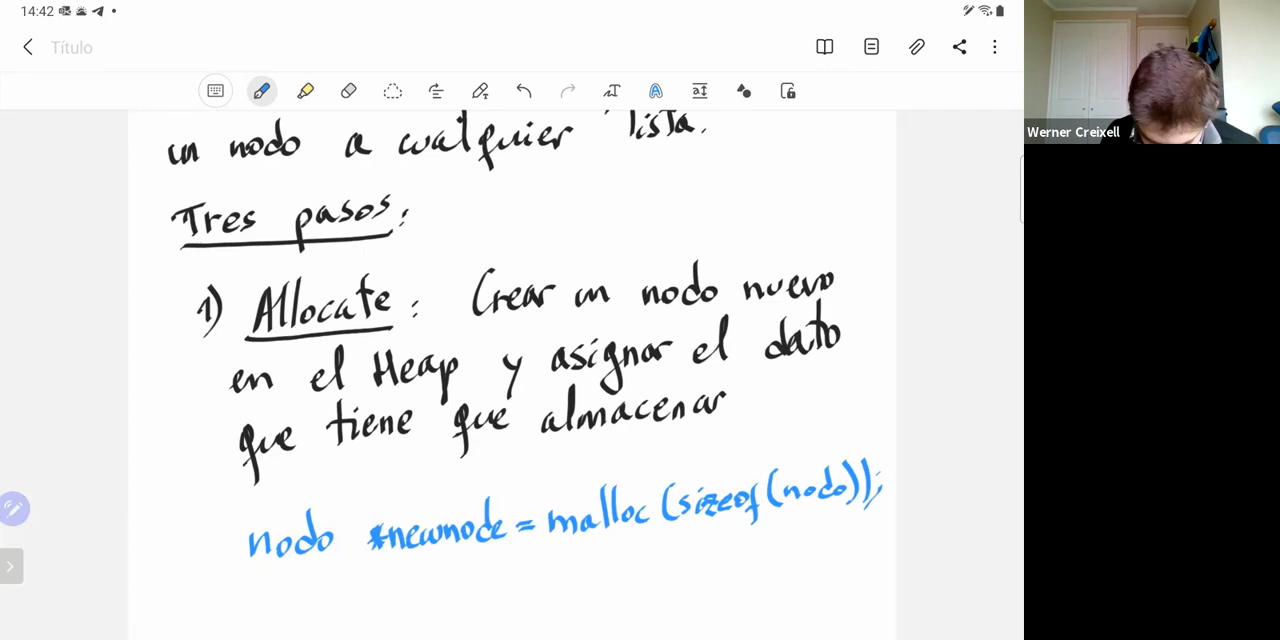 14:42
Título
un nodo a cualquier lista.
Tres pasos:
1) Allocate: Crear un nodo nuevo
en el Heap y asignar el dato
que tiene que almacenar
nodo *newnode = malloc(sizeof(nodo));
Werner Creixell